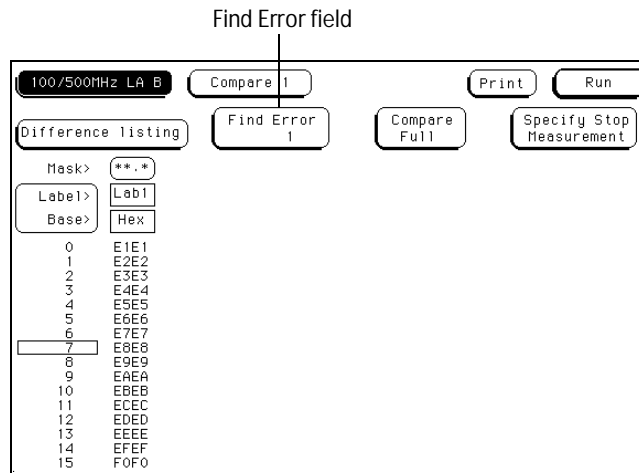 Find Error field
100/500MHz LA B Compare 1 Print Run
Difference listing Find Error 1 Compare Full Specify Stop Measurement
Mask> **.*
Label> Lab1
Base> Hex
0 E1E1
1 E2E2
2 E3E3
3 E4E4
4 E5E5
5 E6E6
6 E7E7
7 E8E8
8 E9E9
9 EAEA
10 EBEB
11 ECEC
12 EDED
13 EEEE
14 EFEF
15 F0F0